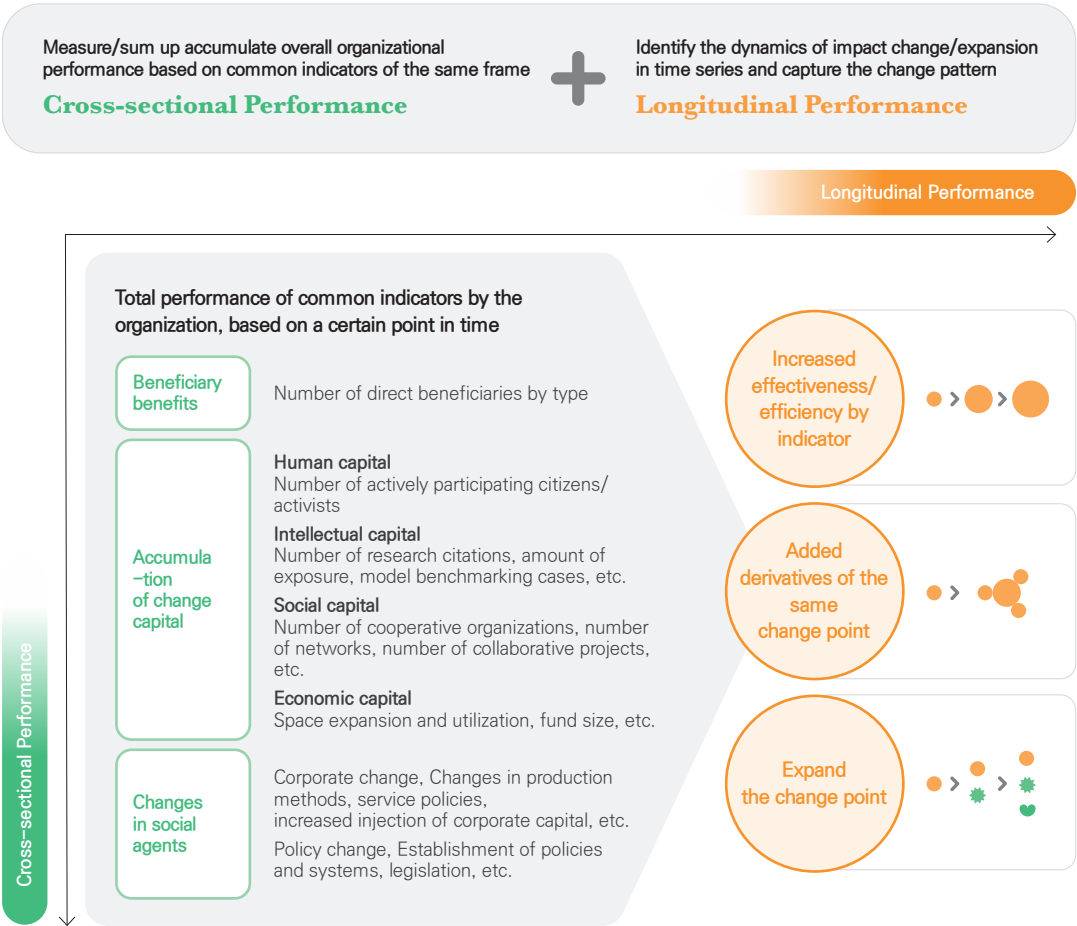 Measure/sum up accumulate overall organizational
performance based on common indicators of the same frame
Cross-sectional Performance
Identify the dynamics of impact change/expansion
in time series and capture the change pattern
Longitudinal Performance
Longitudinal Performance
Total performance of common indicators by the
organization, based on a certain point in time
Beneficiary
benefits
Number of direct beneficiaries by type
Accumula
-tion
of change
capital
Human capital
Number of actively participating citizens/
activists
Intellectual capital
Number of research citations, amount of
exposure, model benchmarking cases, etc.
Social capital
Number of cooperative organizations, number
of networks, number of collaborative projects,
etc.
Economic capital
Space expansion and utilization, fund size, etc.
Changes
in social
agents
Corporate change, Changes in production
methods, service policies,
increased injection of corporate capital, etc.
Policy change, Establishment of policies
and systems, legislation, etc.
Cross-sectional Performance
Increased
effectiveness/
efficiency by
indicator
Added
derivatives of the
same
change point
Expand
the change point